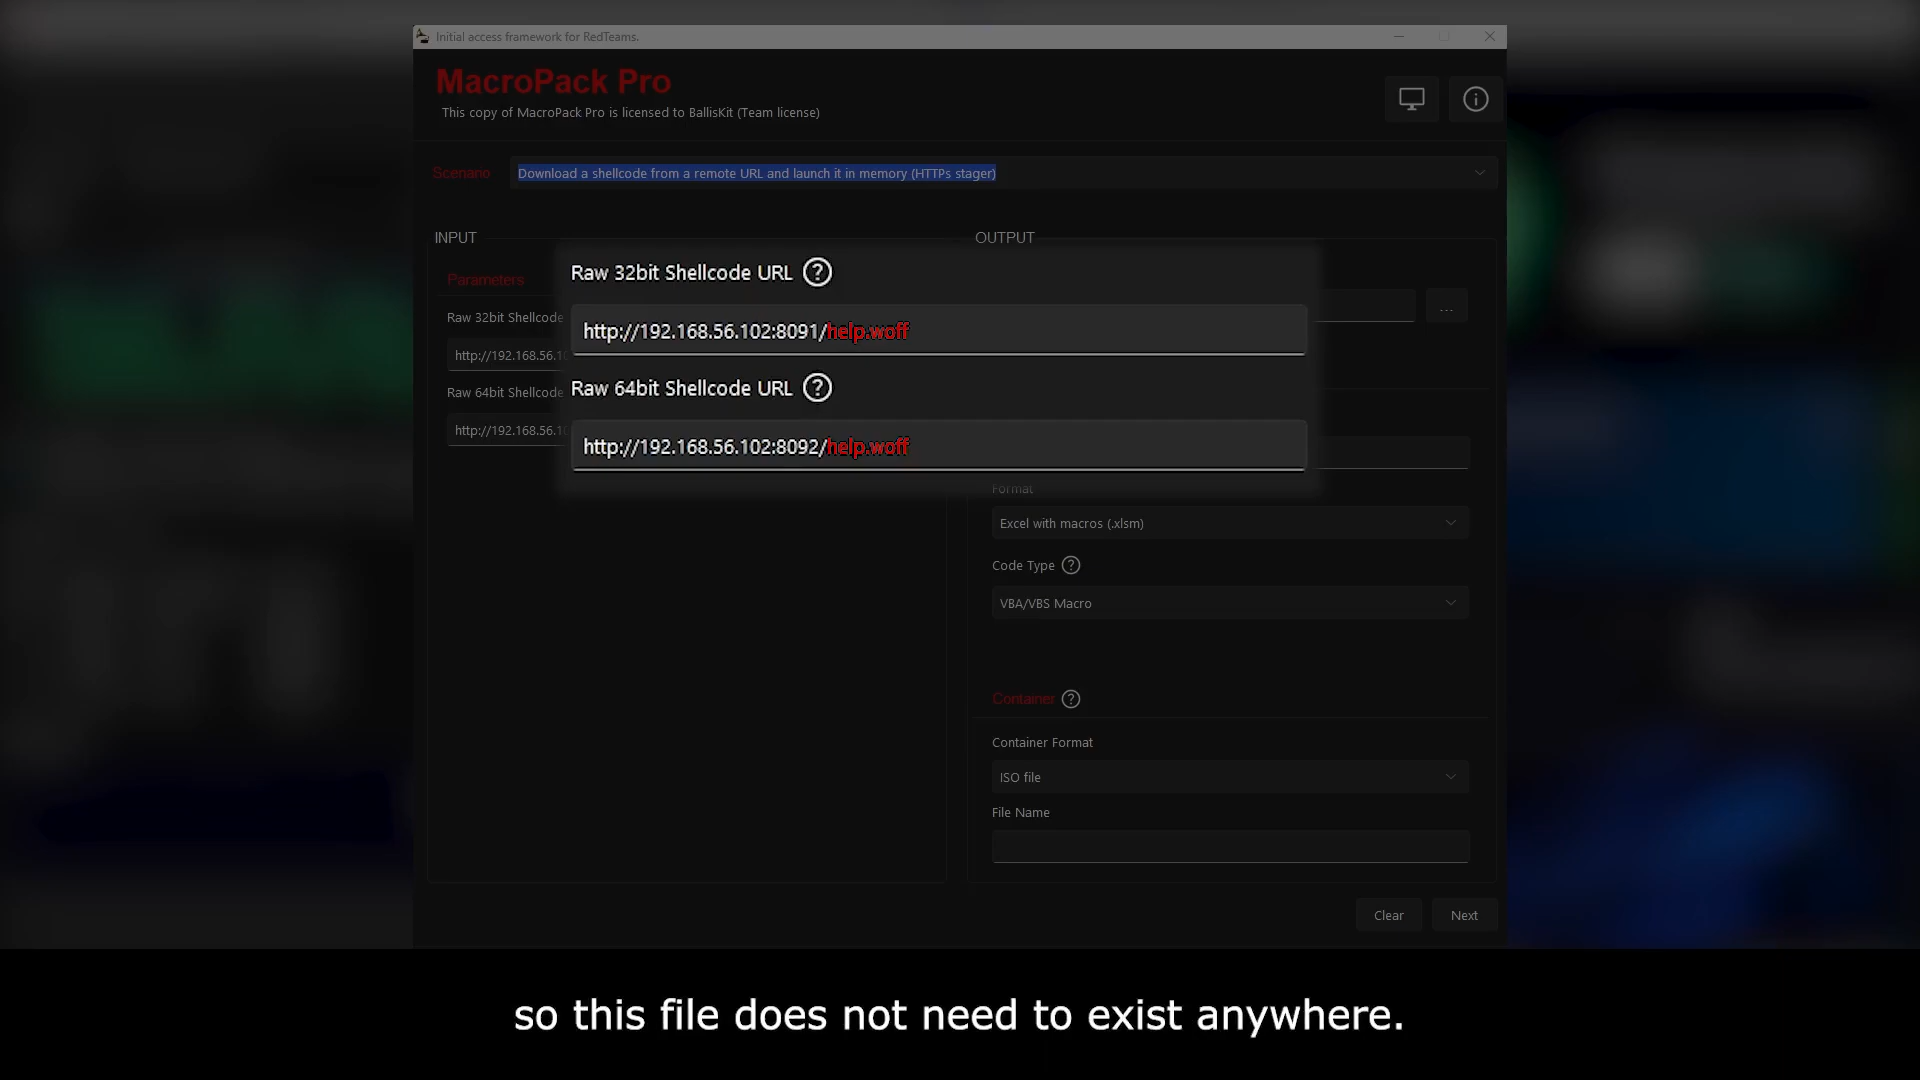 Initial access framework for RedTeams.
MacroPack Pro
This copy of MacroPack Pro is licensed to BallisKit (Team license)
Scenario
Download a shellcode from a remote URL and launch it in memory (HTTPs stager)
INPUT
OUTPUT
Parameters
Raw 32bit Shellcode URL
http://192.168.56.102:8091/help.woff
Raw 64bit Shellcode URL
http://192.168.56.102:8092/help.woff
Raw 32bit Shellcode
http://192.168.56.10
Raw 64bit Shellcode
http://192.168.56.10
...
Format
Excel with macros (.xlsm)
Code Type
VBA/VBS Macro
Container
Container Format
ISO file
File Name
Clear
Next
so this file does not need to exist anywhere.